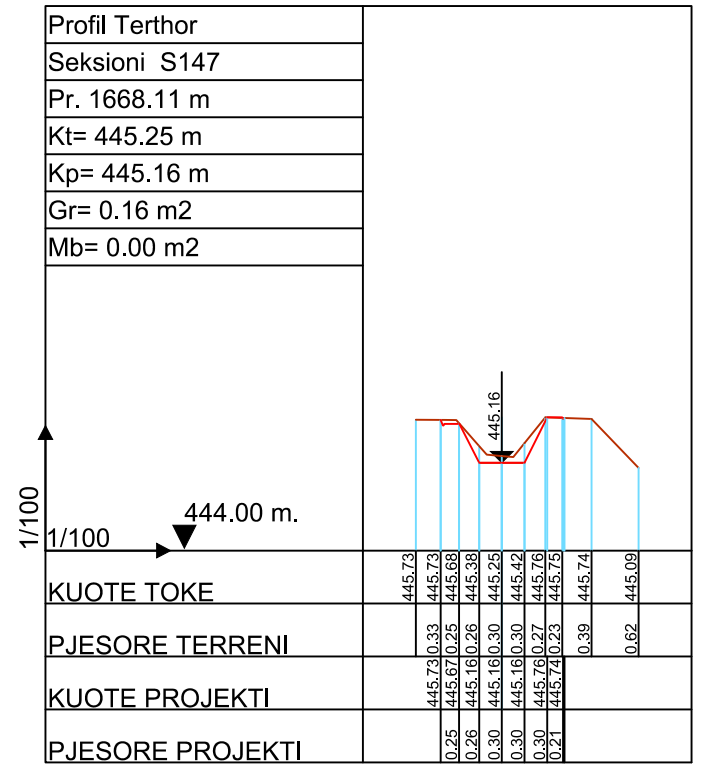 Profil Terthor
Seksioni S147
Pr. 1668.11 m
Kt= 445.25 m
Kp= 445.16 m
Gr= 0.16 m2
Mb= 0.00 m2
445.16
1/100
1/100
444.00 m.
KUOTE TOKE 445.73 445.73 445.68 445.38 445.25 445.42 445.76 445.75 445.74 445.09
PJESORE TERRENI 0.33 0.25 0.26 0.30 0.30 0.27 0.23 0.39 0.62
KUOTE PROJEKTI 445.73 445.67 445.16 445.16 445.16 445.76 445.74
PJESORE PROJEKTI 0.25 0.26 0.30 0.30 0.30 0.21